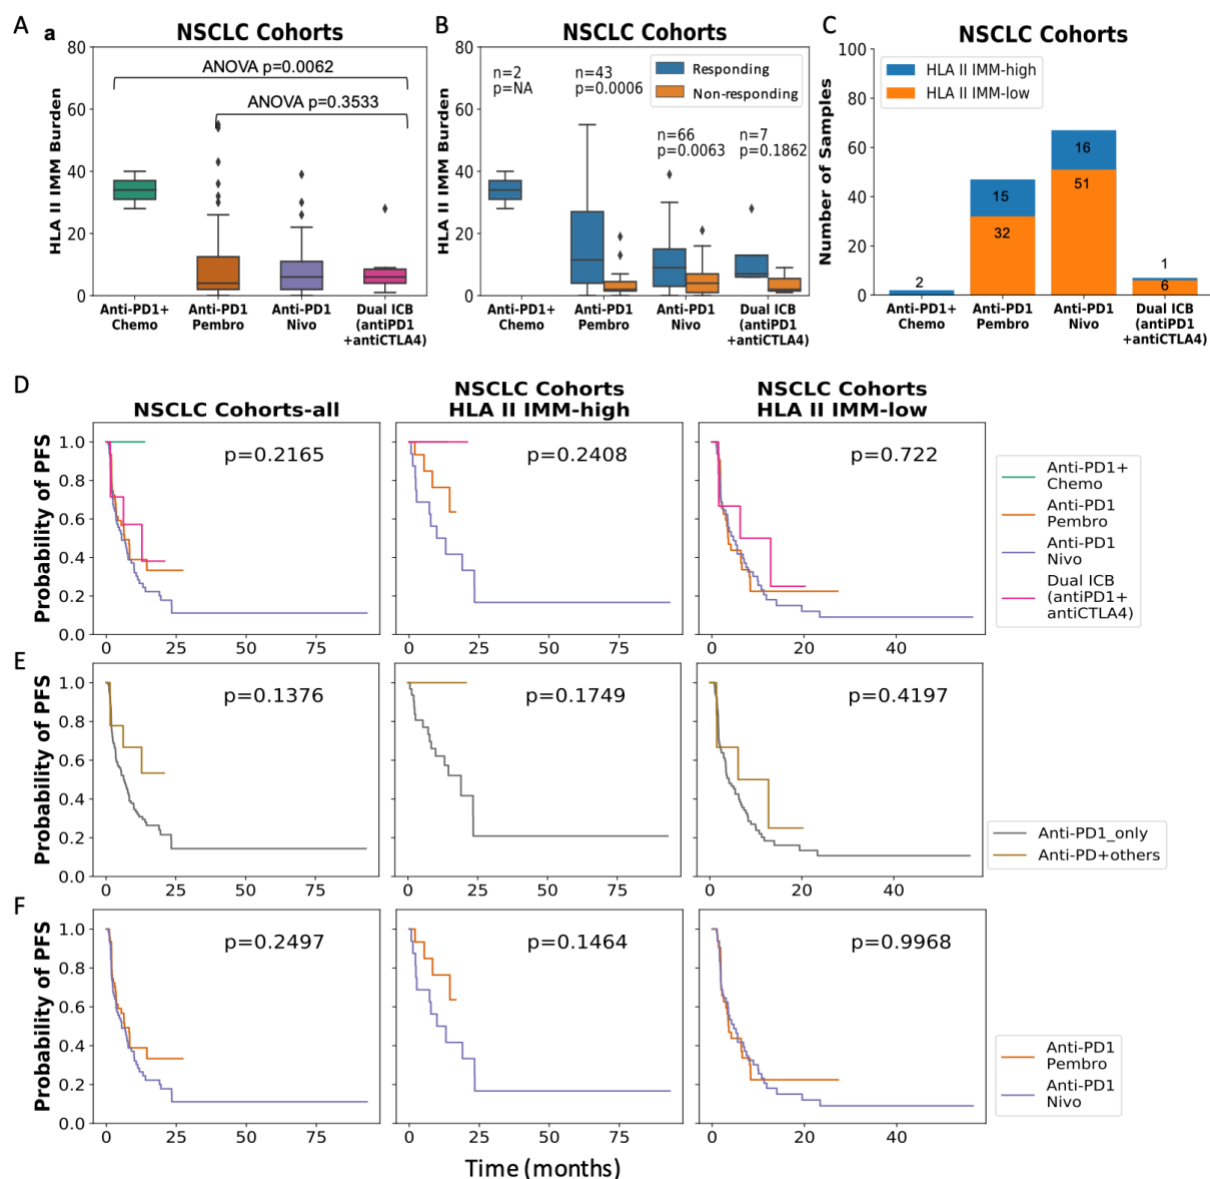 A
a
NSCLC Cohorts
HLA II IMM Burden
80
60
40
20
0
ANOVA p=0.0062
ANOVA p=0.3533
Anti-PD1+
Chemo
Anti-PD1
Pembro
Anti-PD1
Nivo
Dual ICB
(antiPD1
+antiCTLA4)
B
NSCLC Cohorts
HLA II IMM Burden
80
60
40
20
0
n=2
p=NA
n=43
p=0.0006
n=66
p=0.0063
n=7
p=0.1862
Responding
Non-responding
Anti-PD1+
Chemo
Anti-PD1
Pembro
Anti-PD1
Nivo
Dual ICB
(antiPD1
+antiCTLA4)
C
NSCLC Cohorts
Number of Samples
100
80
60
40
20
0
HLA II IMM-high
HLA II IMM-low
2
15
32
16
51
1
6
Anti-PD1+
Chemo
Anti-PD1
Pembro
Anti-PD1
Nivo
Dual ICB
(antiPD1
+antiCTLA4)
D
NSCLC Cohorts-all
NSCLC Cohorts
HLA II IMM-high
NSCLC Cohorts
HLA II IMM-low
Probability of PFS
1.0
0.8
0.6
0.4
0.2
0.0
p=0.2165
p=0.2408
p=0.722
0 25 50 75
0 25 50 75
0 20 40
Anti-PD1+
Chemo
Anti-PD1
Pembro
Anti-PD1
Nivo
Dual ICB
(antiPD1+
antiCTLA4)
E
Probability of PFS
1.0
0.8
0.6
0.4
0.2
0.0
p=0.1376
p=0.1749
p=0.4197
0 25 50 75
0 25 50 75
0 20 40
Anti-PD1_only
Anti-PD+others
F
Probability of PFS
1.0
0.8
0.6
0.4
0.2
0.0
p=0.2497
p=0.1464
p=0.9968
0 25 50 75
0 25 50 75
0 20 40
Anti-PD1
Pembro
Anti-PD1
Nivo
Time (months)